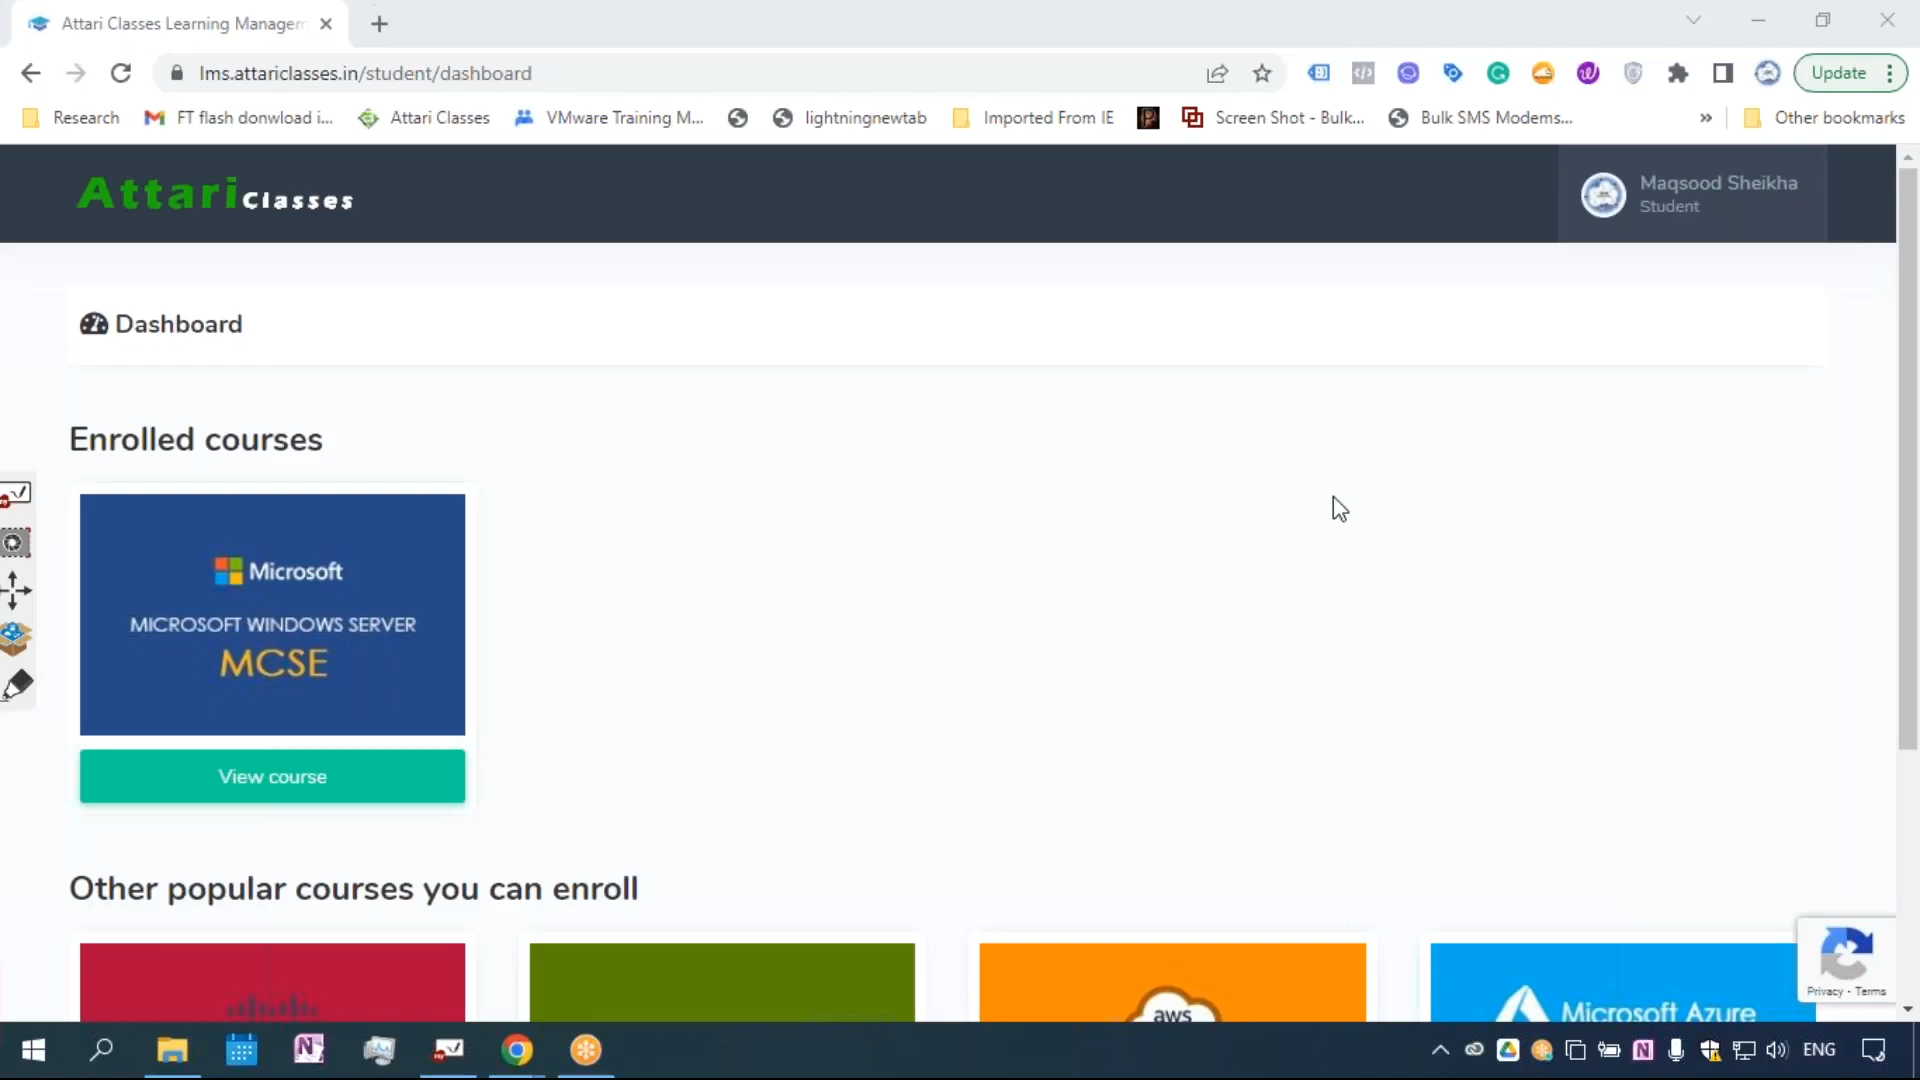 Attari Classes Learning Managem
lms.attariclasses.in/student/dashboard
Update
Research
FT flash donwload i...
Attari Classes
VMware Training M...
lightningnewtab
Imported From IE
Screen Shot - Bulk...
Bulk SMS Modems...
»
Other bookmarks
Attari classes
Maqsood Sheikha
Student
Dashboard
Enrolled courses
Microsoft
MICROSOFT WINDOWS SERVER
MCSE
View course
Other popular courses you can enroll
aws
Microsoft Azure
Privacy - Terms
ENG